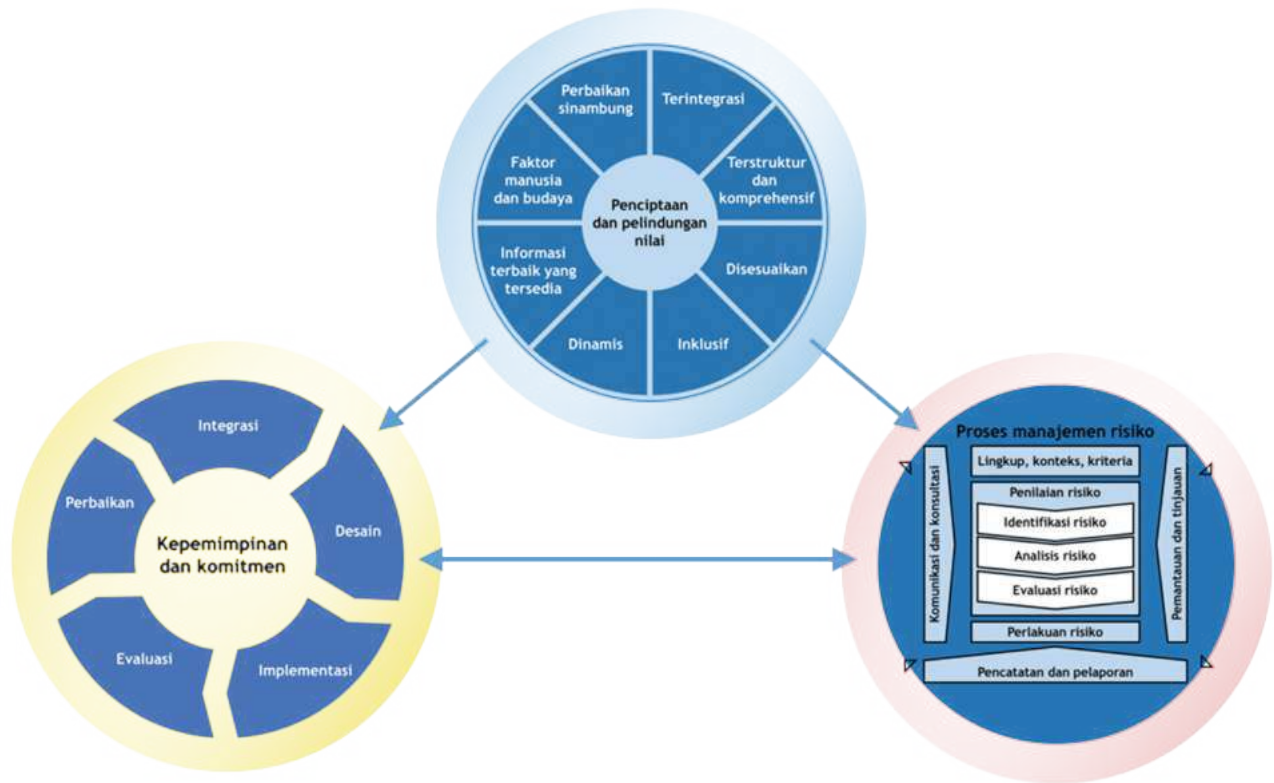 Perbaikan
sinambung
Terintegrasi
Faktor
manusia
dan budaya
Terstruktur
dan
komprehensif
Penciptaan
dan pelindungan
nilai
Informasi
terbaik yang
tersedia
Disesuaikan
Dinamis
Inklusif
Integrasi
Perbaikan
Desain
Kepemimpinan
dan komitmen
Evaluasi
Implementasi
Proses manajemen risiko
Lingkup, konteks, kriteria
Komunikasi dan konsultasi
Penilaian risiko
Identifikasi risiko
Analisis risiko
Evaluasi risiko
Pemantauan dan tinjauan
Perlakuan risiko
Pencatatan dan pelaporan